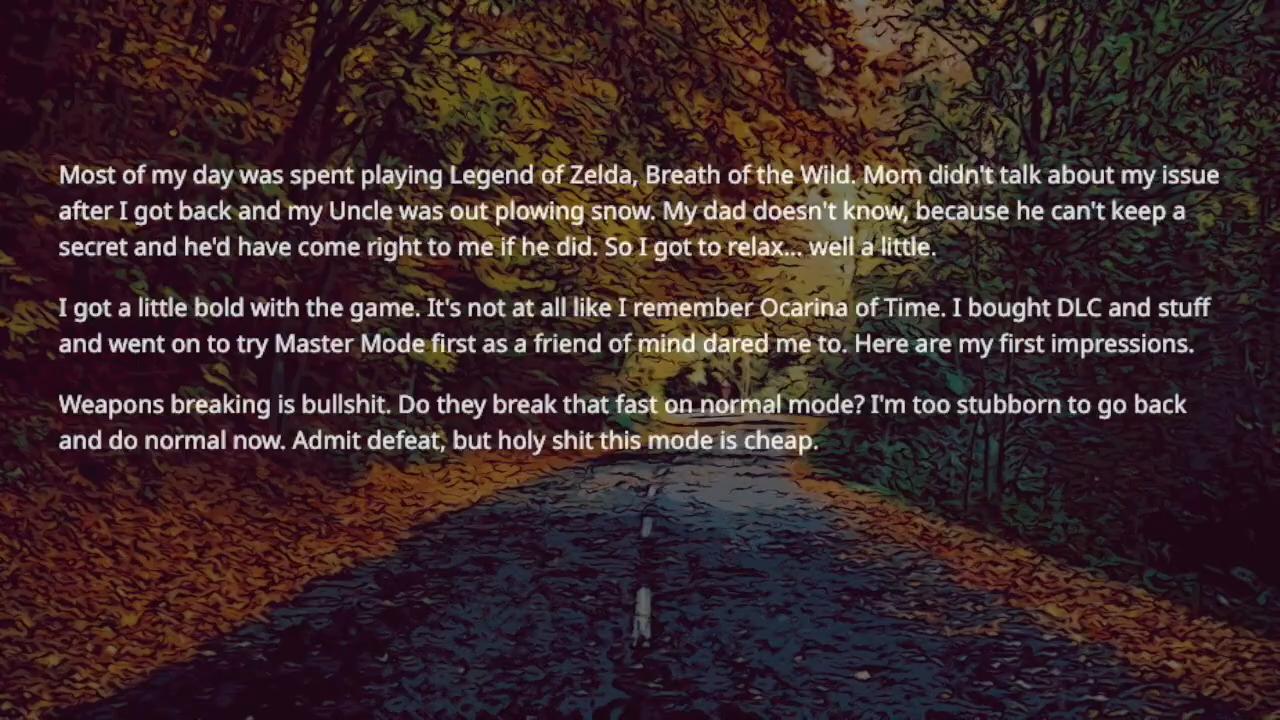 Most of my day was spent playing Legend of Zelda, Breath of the Wild. Mom didn't talk about my issue
after I got back and my Uncle was out plowing snow. My dad doesn't know, because he can't keep a
secret and he'd have come right to me if he did. So I got to relax... well a little.
I got a little bold with the game. It's not at all like I remember Ocarina of Time. I bought DLC and stuff
and went on to try Master Mode first as a friend of mind dared me to. Here are my first impressions.
Weapons breaking is bullshit. Do they break that fast on normal mode? I'm too stubborn to go back
and do normal now. Admit defeat, but holy shit this mode is cheap.